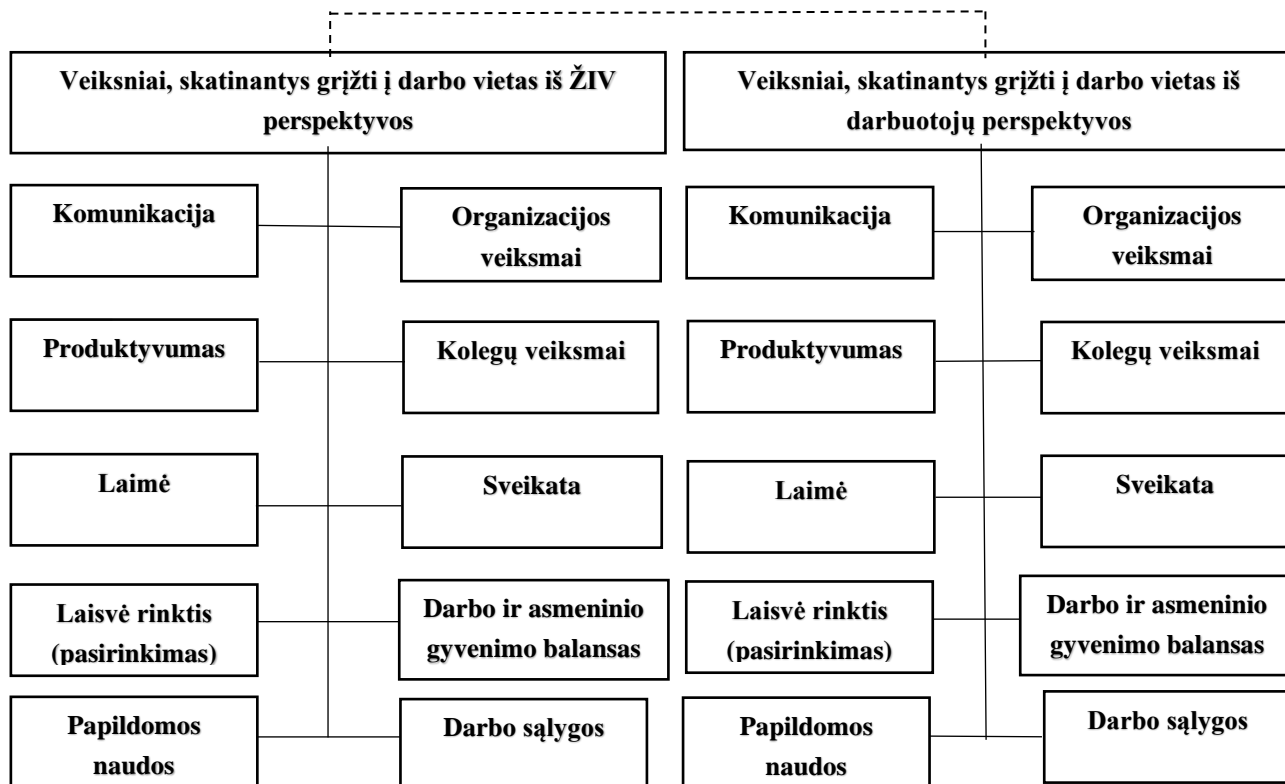 Veiksniai, skatinantys grįžti į darbo vietas iš ŽIV
perspektyvos
Veiksniai, skatinantys grįžti į darbo vietas iš
darbuotojų perspektyvos
Komunikacija
Organizacijos
veiksmai
Komunikacija
Organizacijos
veiksmai
Produktyvumas
Kolegų veiksmai
Produktyvumas
Kolegų veiksmai
Laimė
Sveikata
Laimė
Sveikata
Laisvė rinktis
(pasirinkimas)
Darbo ir asmeninio
gyvenimo balansas
Laisvė rinktis
(pasirinkimas)
Darbo ir asmeninio
gyvenimo balansas
Papildomos
naudos
Darbo sąlygos
Papildomos
naudos
Darbo sąlygos